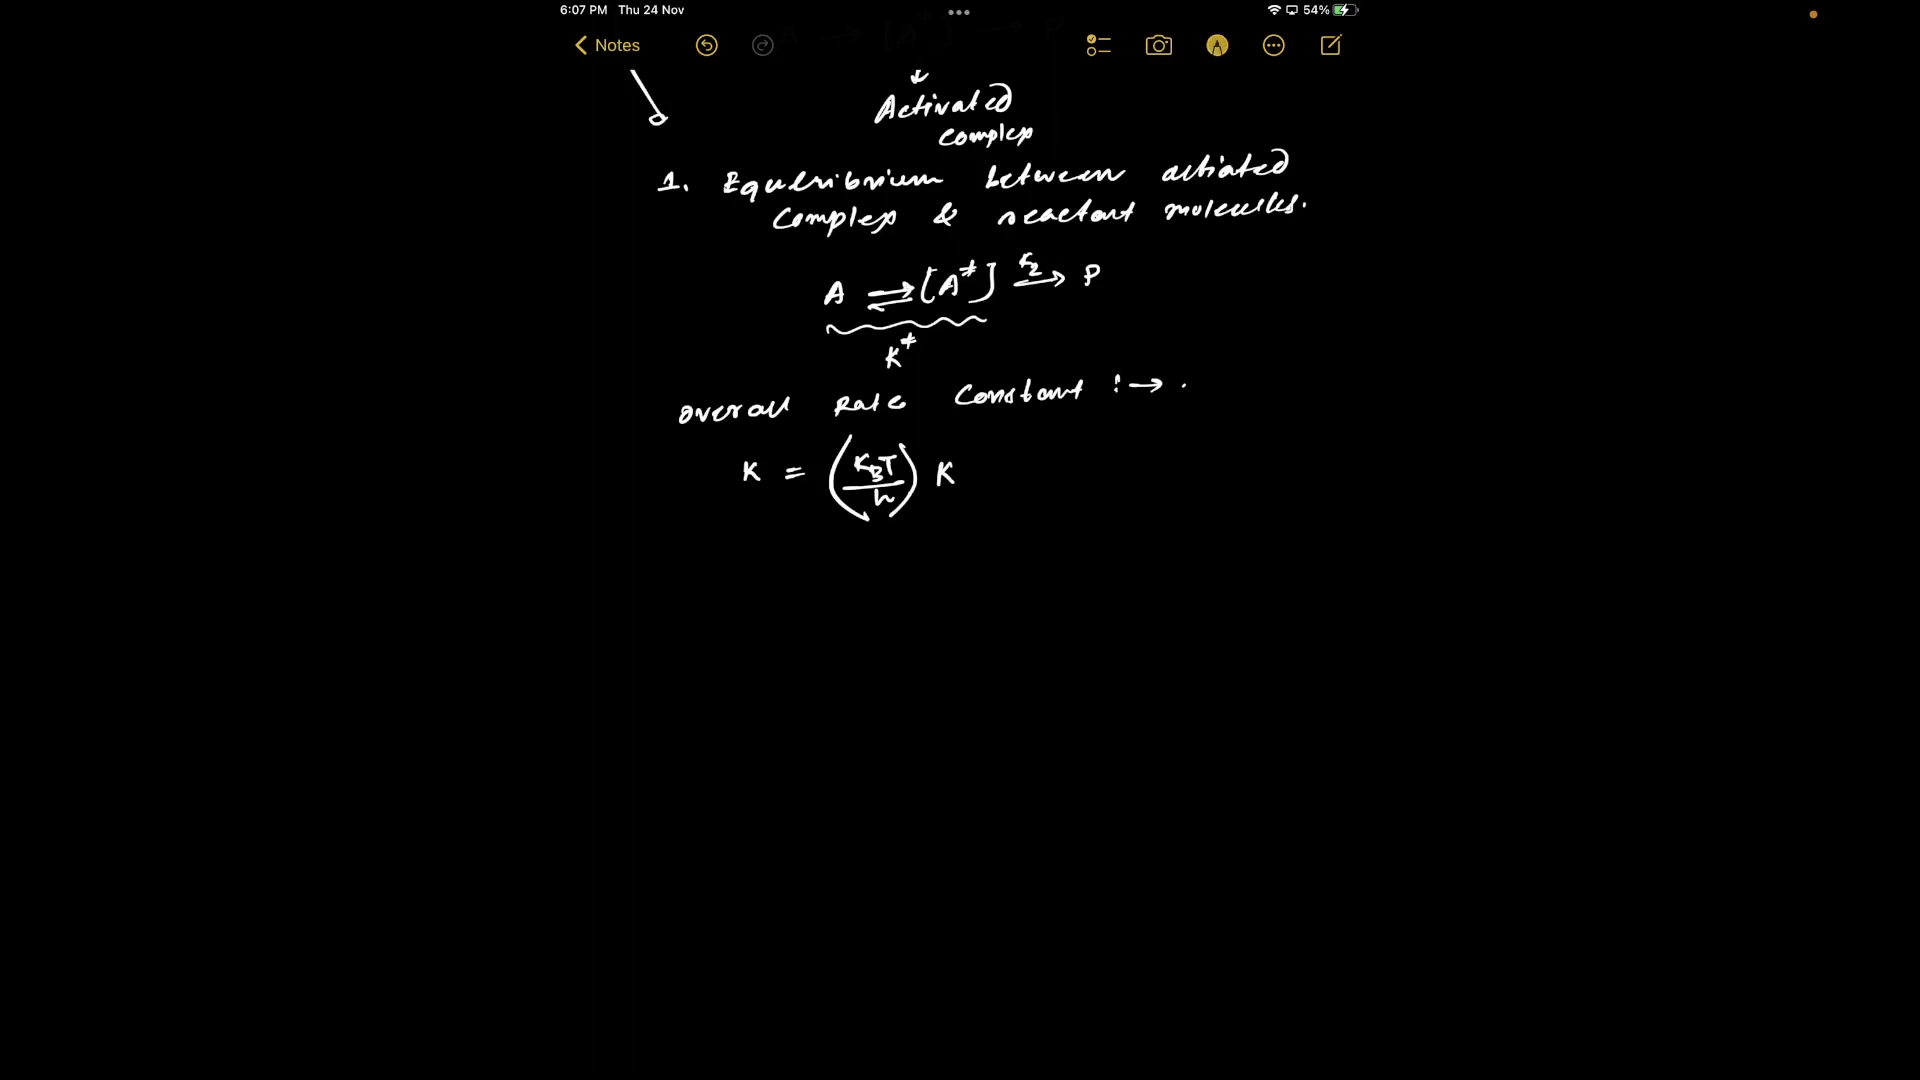 6:07 PM Thu 24 Nov
54%
Notes
Activated
complex
1. Equilibrium between activated
complex & reactant molecules.
A ⇌ [A≠] K2 → P
K≠
Overall Rate Constant :→ .
K = (KBT/h) K